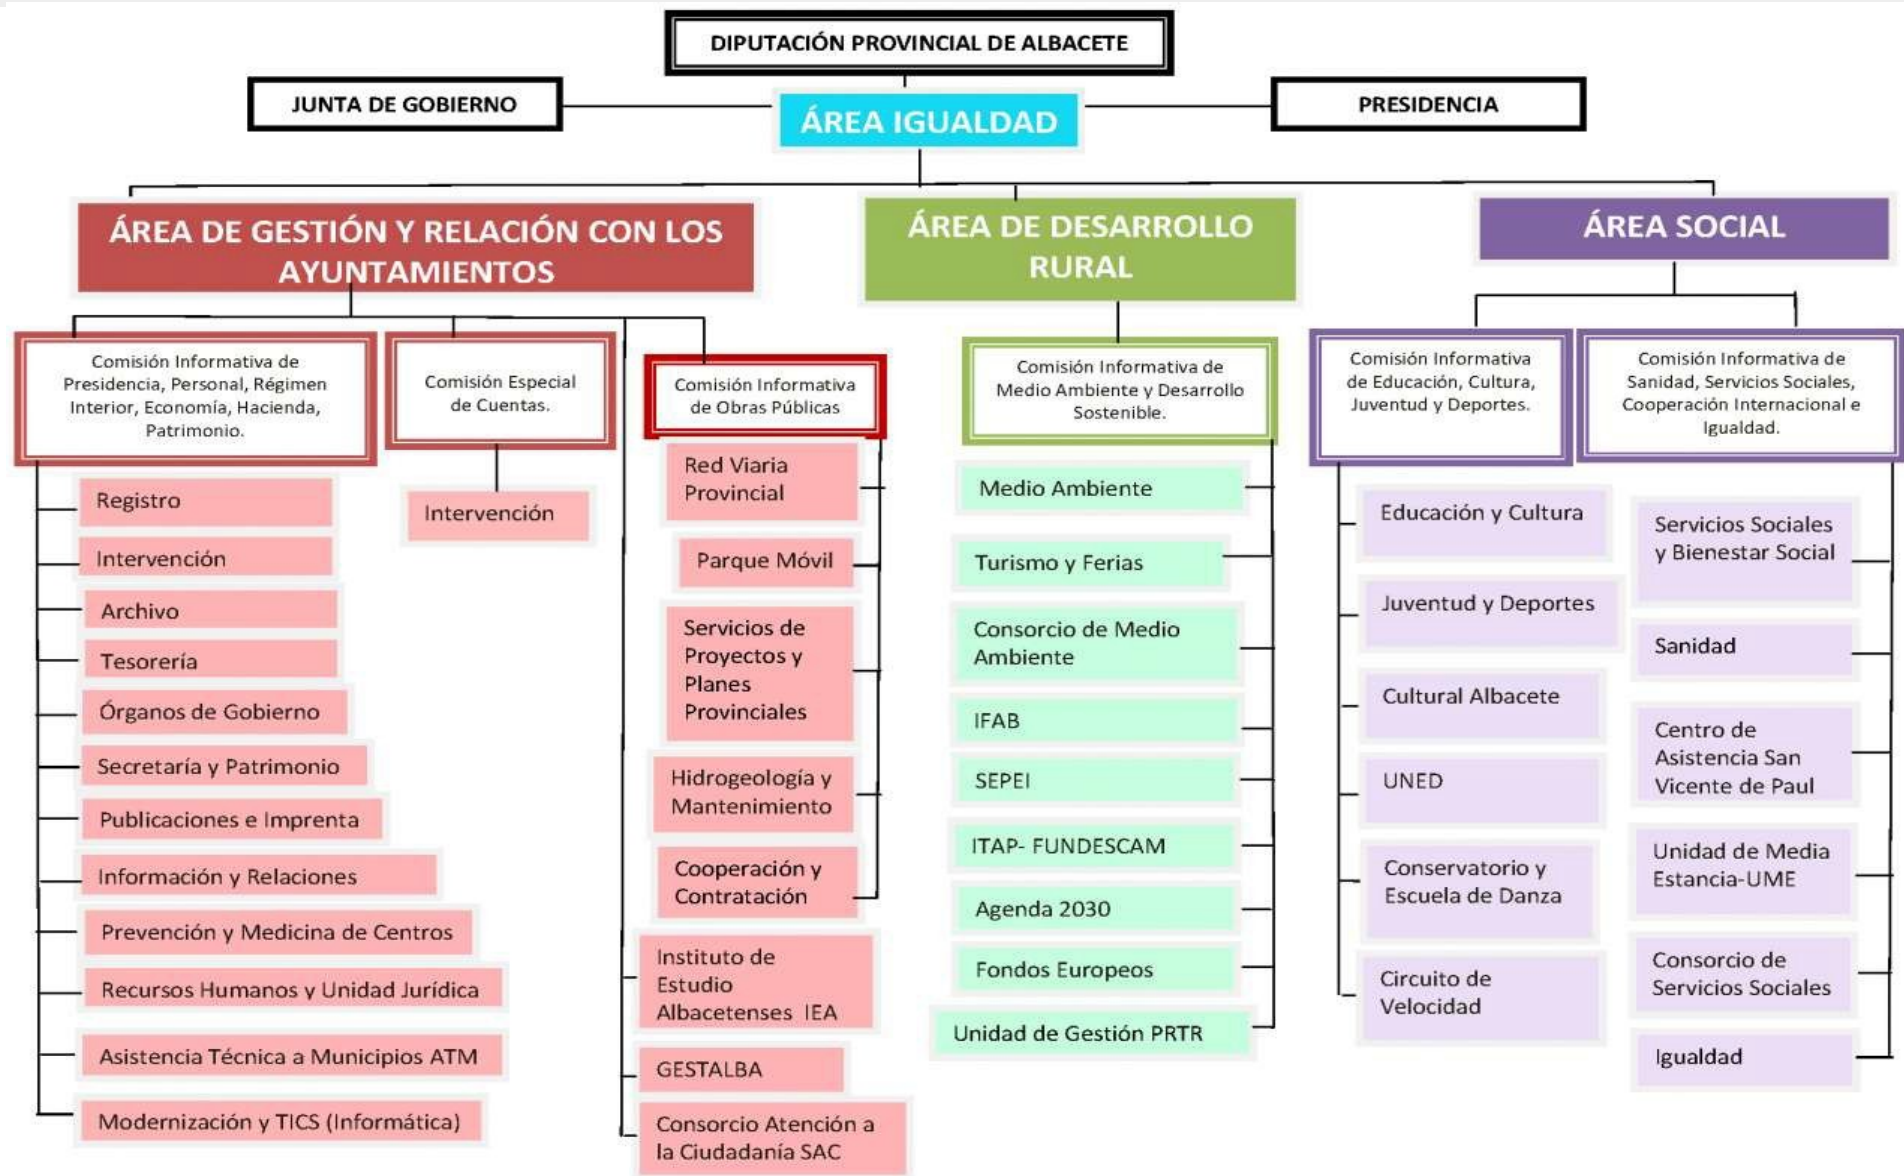 DIPUTACIÓN PROVINCIAL DE ALBACETE
JUNTA DE GOBIERNO
ÁREA IGUALDAD
PRESIDENCIA
ÁREA DE GESTIÓN Y RELACIÓN CON LOS
AYUNTAMIENTOS
Comisión Informativa de
Presidencia, Personal, Régimen
Interior, Economía, Hacienda,
Patrimonio.
Registro
Intervención
Archivo
Tesorería
Órganos de Gobierno
Secretaría y Patrimonio
Publicaciones e Imprenta
Información y Relaciones
Prevención y Medicina de Centros
Recursos Humanos y Unidad Jurídica
Asistencia Técnica a Municipios ATM
Modernización y TICS (Informática)
Comisión Especial
de Cuentas.
Intervención
Comisión Informativa
de Obras Públicas
Red Viaria
Provincial
Parque Móvil
Servicios de
Proyectos y
Planes
Provinciales
Hidrogeología y
Mantenimiento
Cooperación y
Contratación
Instituto de
Estudio
Albacetenses IEA
GESTALBA
Consorcio Atención a
la Ciudadanía SAC
ÁREA DE DESARROLLO
RURAL
Comisión Informativa de
Medio Ambiente y Desarrollo
Sostenible.
Medio Ambiente
Turismo y Ferias
Consorcio de Medio
Ambiente
IFAB
SEPEI
ITAP- FUNDESCAM
Agenda 2030
Fondos Europeos
Unidad de Gestión PRTR
ÁREA SOCIAL
Comisión Informativa
de Educación, Cultura,
Juventud y Deportes.
Educación y Cultura
Juventud y Deportes
Cultural Albacete
UNED
Conservatorio y
Escuela de Danza
Circuito de
Velocidad
Comisión Informativa de
Sanidad, Servicios Sociales,
Cooperación Internacional e
Igualdad.
Servicios Sociales
y Bienestar Social
Sanidad
Centro de
Asistencia San
Vicente de Paul
Unidad de Media
Estancia-UME
Consorcio de
Servicios Sociales
Igualdad